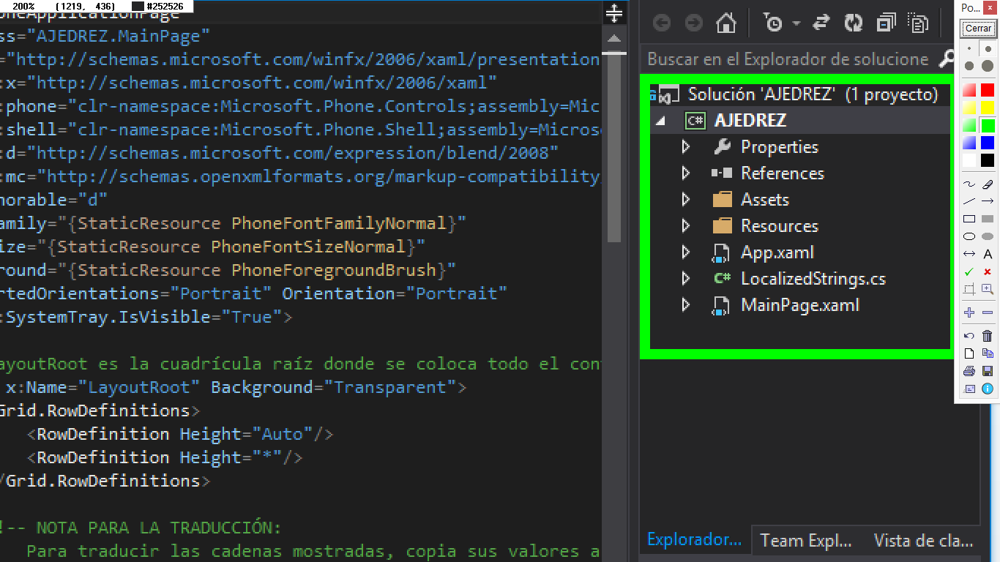 200% (1219, 436) #252526
oneApplicationPage
ss="AJEDREZ.MainPage"
="http://schemas.microsoft.com/winfx/2006/xaml/presentation
:x="http://schemas.microsoft.com/winfx/2006/xaml"
:phone="clr-namespace:Microsoft.Phone.Controls;assembly=Mic
:shell="clr-namespace:Microsoft.Phone.Shell;assembly=Micros
:d="http://schemas.microsoft.com/expression/blend/2008"
:mc="http://schemas.openxmlformats.org/markup-compatibility
norable="d"
amily="{StaticResource PhoneFontFamilyNormal}"
ize="{StaticResource PhoneFontSizeNormal}"
round="{StaticResource PhoneForegroundBrush}"
rtedOrientations="Portrait" Orientation="Portrait"
:SystemTray.IsVisible="True">
ayoutRoot es la cuadrícula raíz donde se coloca todo el con
x:Name="LayoutRoot" Background="Transparent">
Grid.RowDefinitions>
<RowDefinition Height="Auto"/>
<RowDefinition Height="*"/>
/Grid.RowDefinitions>
!-- NOTA PARA LA TRADUCCIÓN:
Para traducir las cadenas mostradas, copia sus valores a
Buscar en el Explorador de solucione
Solución 'AJEDREZ' (1 proyecto)
C# AJEDREZ
Properties
References
Assets
Resources
App.xaml
C# LocalizedStrings.cs
MainPage.xaml
Explorador...
Team Expl...
Vista de cla...
Po...
Cerrar
A